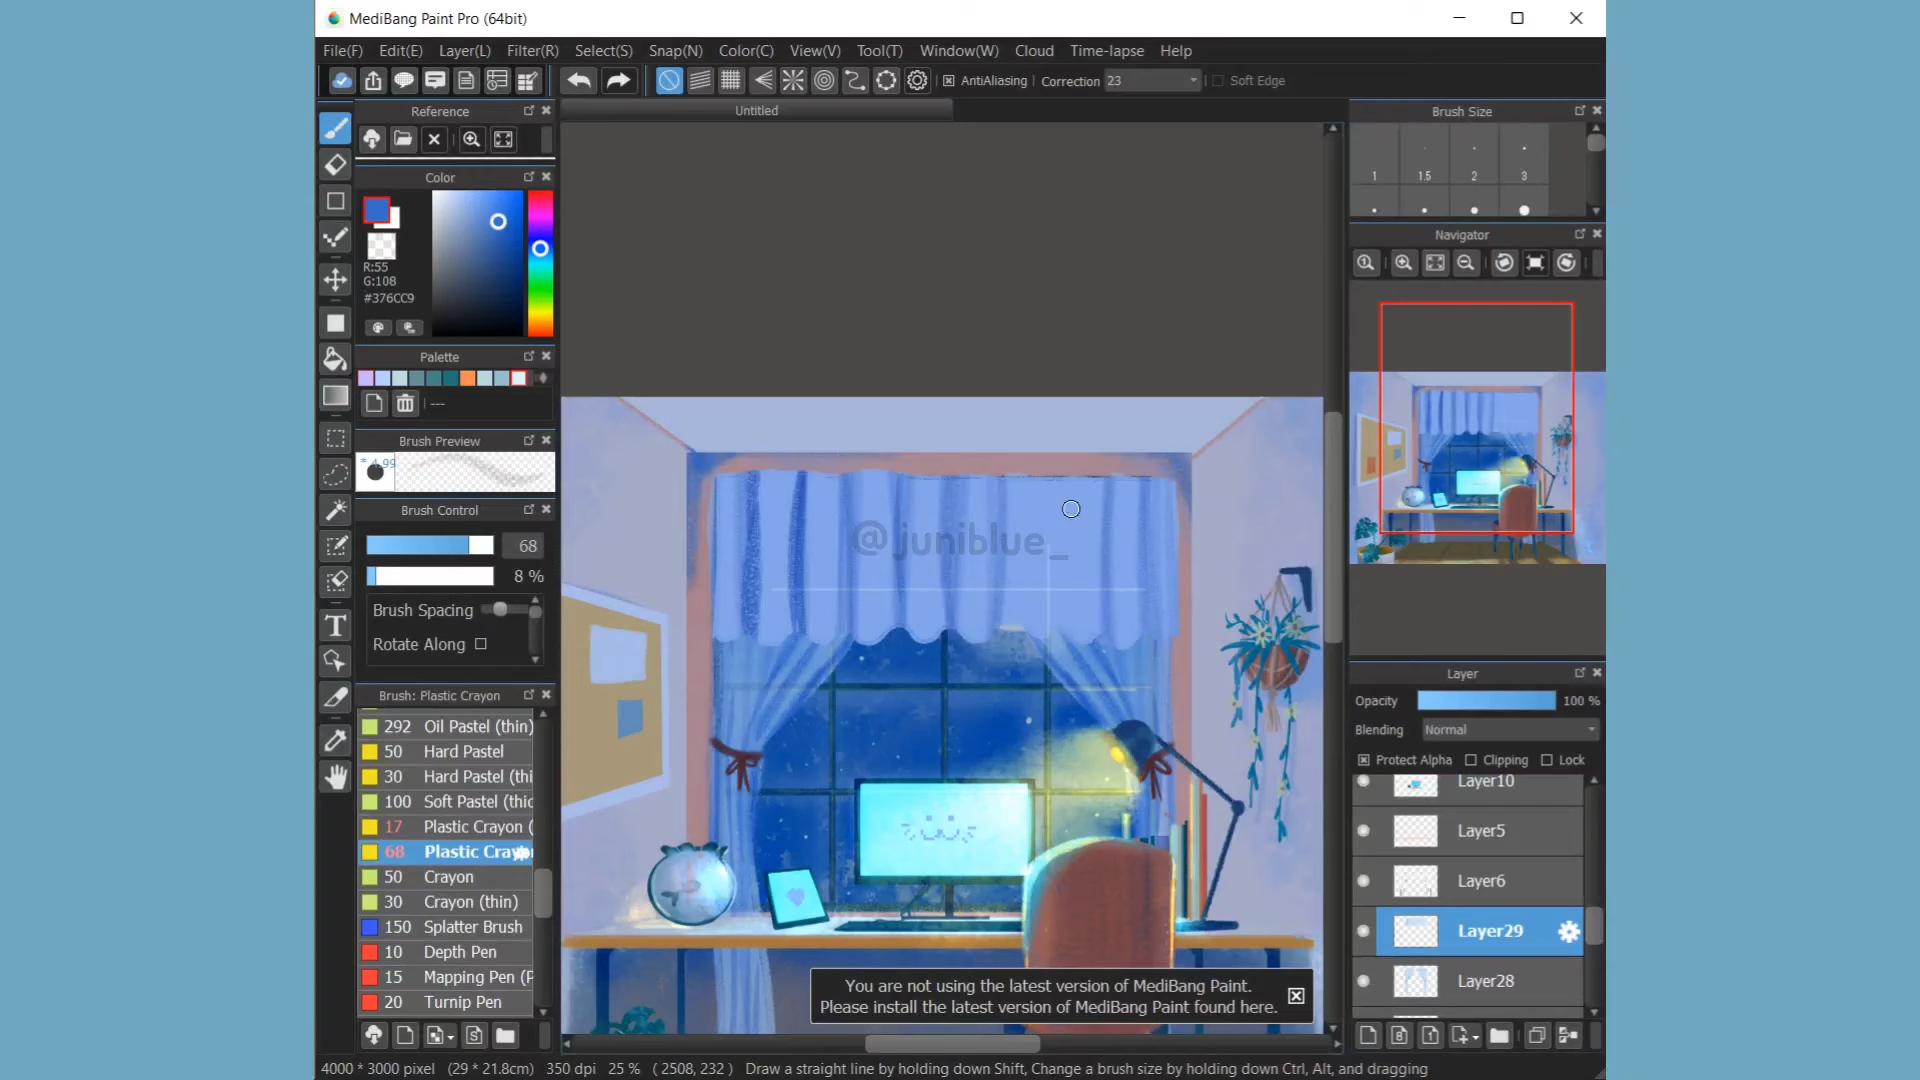 MediBang Paint Pro (64bit)
File(F) Edit(E) Layer(L) Filter(R) Select(S) Snap(N) Color(C) View(V) Tool(T) Window(W) Cloud Time-lapse Help
AntiAliasing Correction 23 Soft Edge
Reference
Untitled
Brush Size
1 1.5 2 3
Color
R:55
G:108
#376CC9
Navigator
Palette
---
Brush Preview
* 4.99
Brush Control
68
8 %
Brush Spacing
Rotate Along
@juniblue_
Brush: Plastic Crayon
292 Oil Pastel (thin)
50 Hard Pastel
30 Hard Pastel (thi
100 Soft Pastel (thic
17 Plastic Crayon (
68 Plastic Cra
50 Crayon
30 Crayon (thin)
150 Splatter Brush
10 Depth Pen
15 Mapping Pen (P
20 Turnip Pen
Layer
Opacity 100 %
Blending Normal
Protect Alpha Clipping Lock
Layer10
Layer5
Layer6
Layer29
Layer28
You are not using the latest version of MediBang Paint.
Please install the latest version of MediBang Paint found here.
4000 * 3000 pixel (29 * 21.8cm) 350 dpi 25 % ( 2508, 232 ) Draw a straight line by holding down Shift, Change a brush size by holding down Ctrl, Alt, and dragging